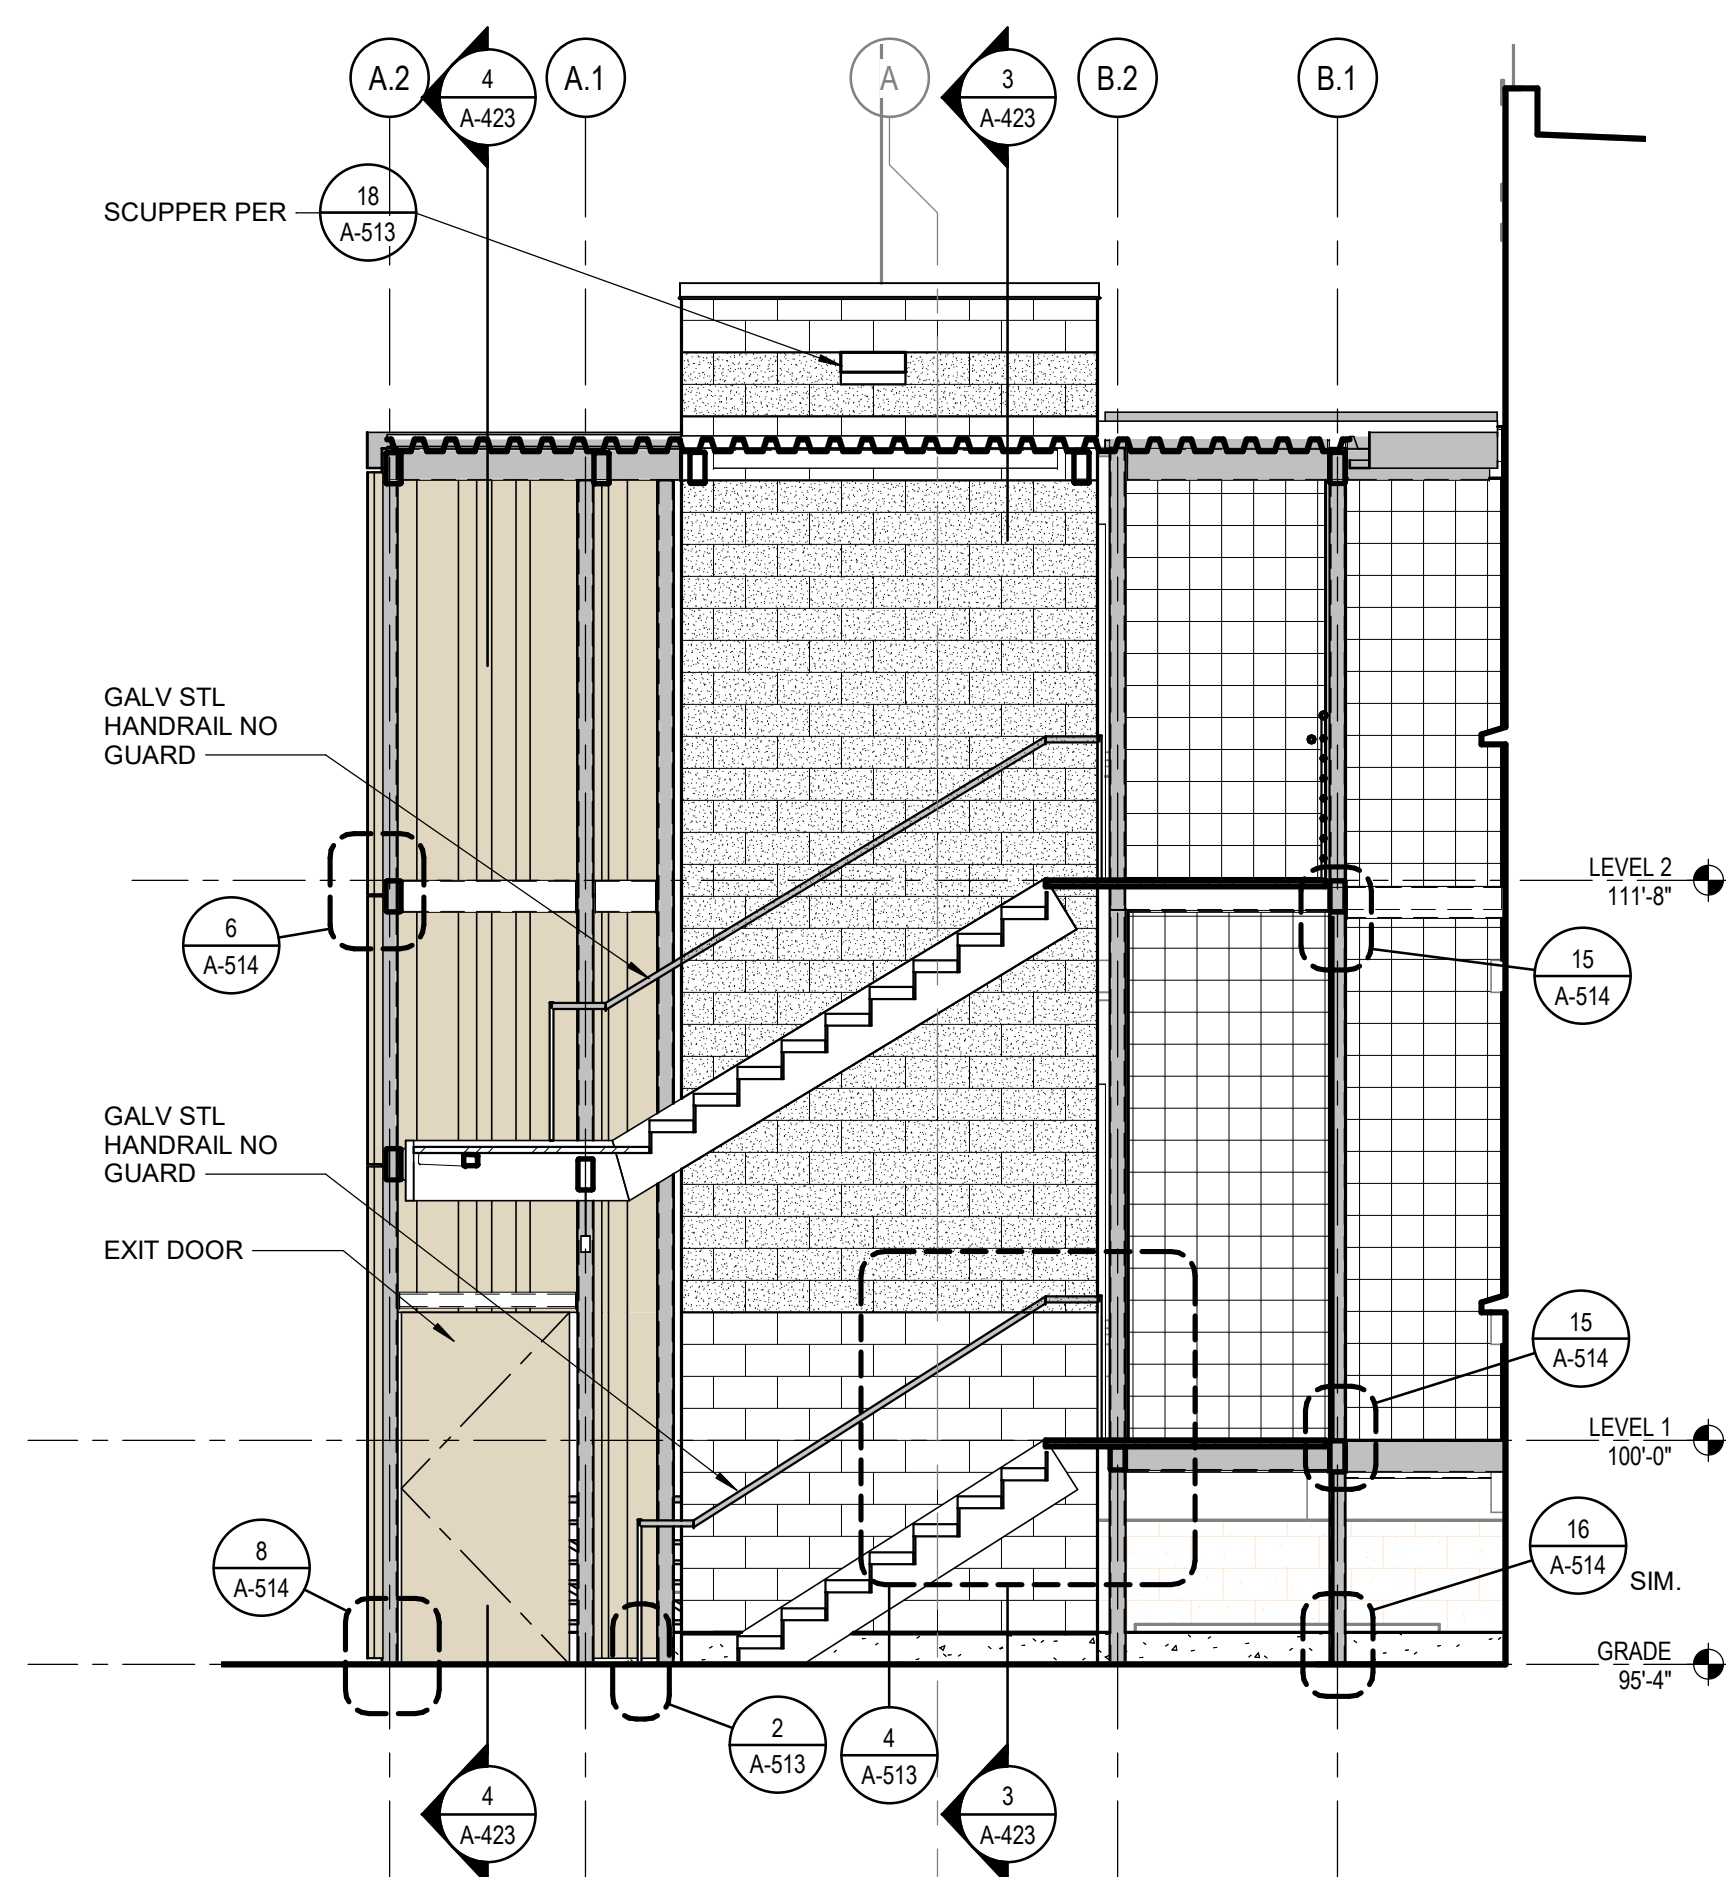 A.2
4
A-423
A.1
A
3
A-423
B.2
B.1
SCUPPER PER
18
A-513
GALV STL
HANDRAIL NO
GUARD
LEVEL 2
111'-8"
6
A-514
15
A-514
GALV STL
HANDRAIL NO
GUARD
EXIT DOOR
15
A-514
LEVEL 1
100'-0"
8
A-514
16
A-514
SIM.
GRADE
95'-4"
2
A-513
4
A-513
4
A-423
3
A-423